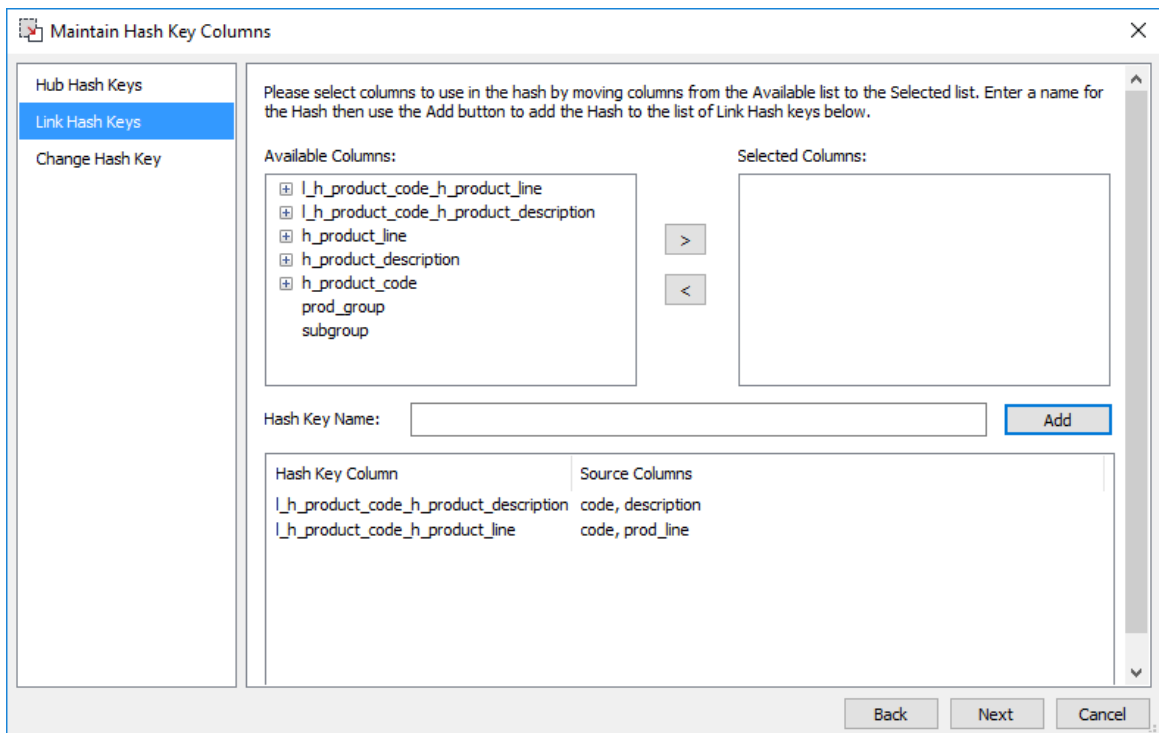 Maintain Hash Key Columns
Hub Hash Keys
Link Hash Keys
Change Hash Key
Please select columns to use in the hash by moving columns from the Available list to the Selected list. Enter a name for
the Hash then use the Add button to add the Hash to the list of Link Hash keys below.
Available Columns:
l_h_product_code_h_product_line
l_h_product_code_h_product_description
h_product_line
h_product_description
h_product_code
prod_group
subgroup
>
<
Selected Columns:
Hash Key Name:
Add
Hash Key Column Source Columns
l_h_product_code_h_product_description code, description
l_h_product_code_h_product_line code, prod_line
Back Next Cancel